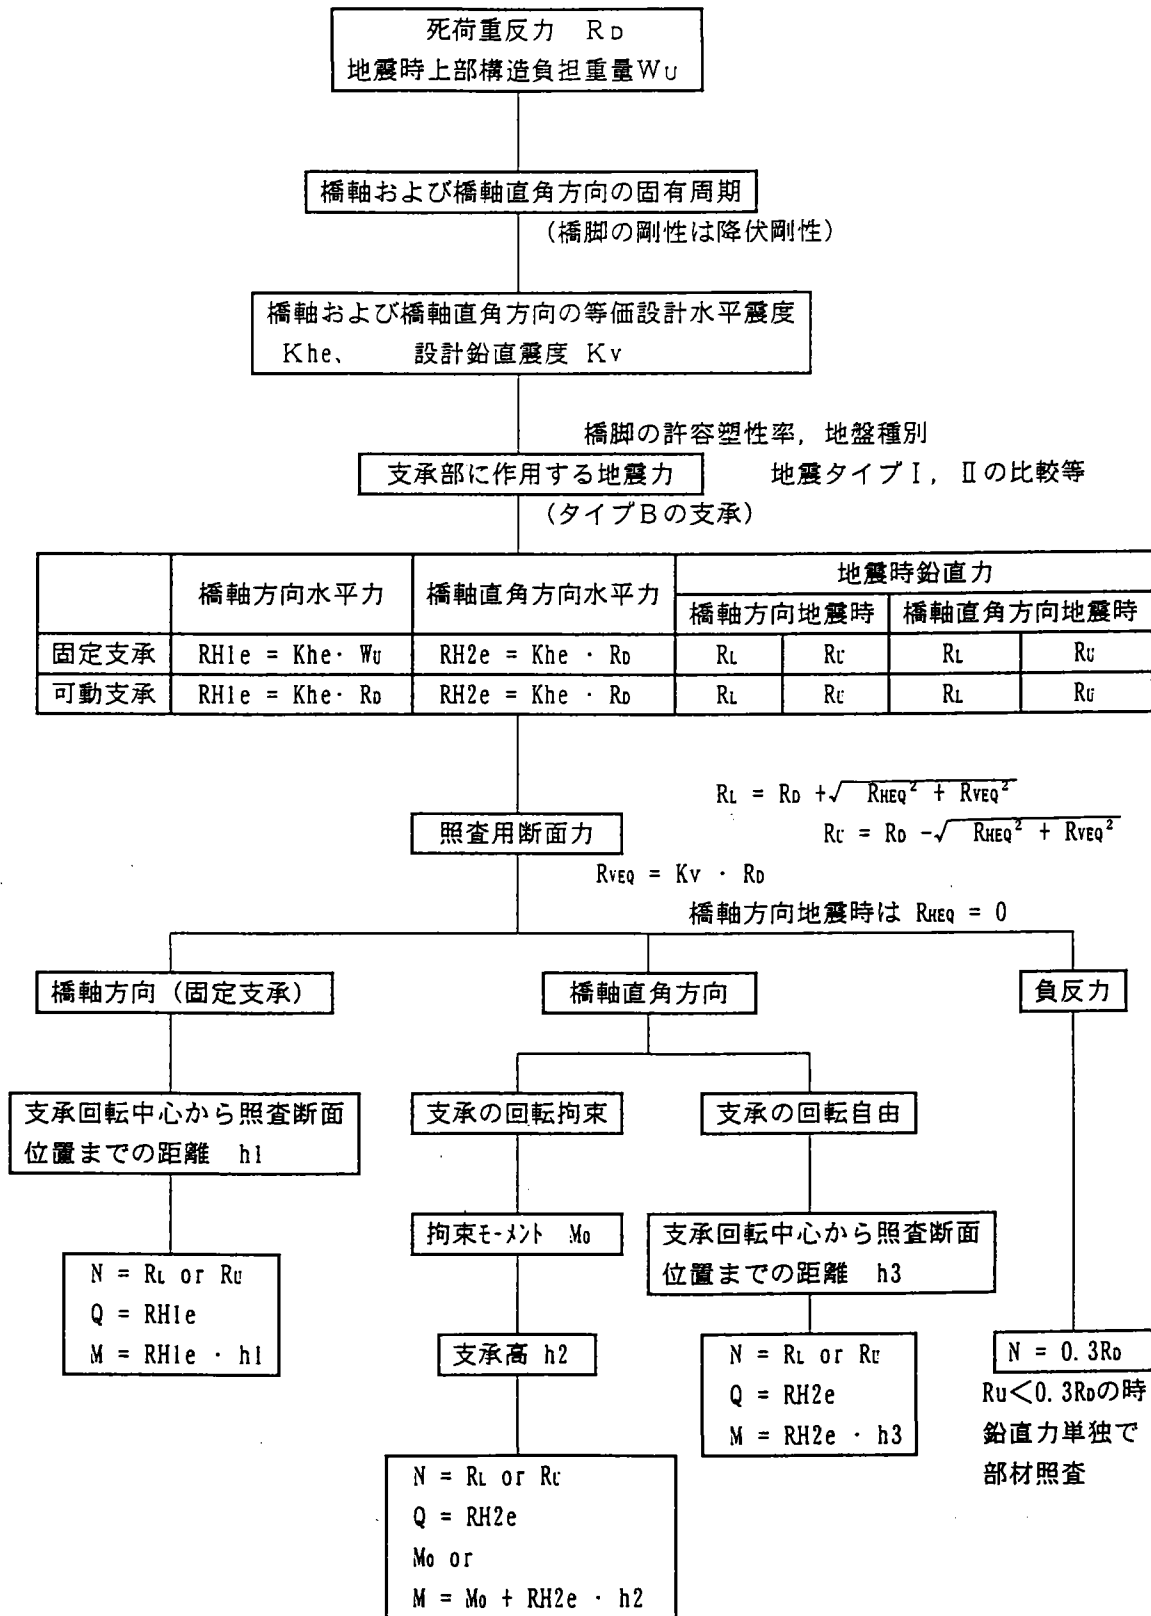 死荷重反力 RD
地震時上部構造負担重量WU
橋軸および橋軸直角方向の固有周期
(橋脚の剛性は降伏剛性)
橋軸および橋軸直角方向の等価設計水平震度
Khe、 設計鉛直震度 Kv
橋脚の許容塑性率, 地盤種別
支承部に作用する地震力
地震タイプⅠ, Ⅱの比較等
(タイプBの支承)
橋軸方向水平力 橋軸直角方向水平力 地震時鉛直力
橋軸方向地震時 橋軸直角方向地震時
固定支承 RH1e = Khe· WU RH2e = Khe · RD RL RU RL RU
可動支承 RH1e = Khe· RD RH2e = Khe · RD RL RU RL RU
RL = RD +√ RHEQ² + RVEQ²
照査用断面力
RU = RD -√ RHEQ² + RVEQ²
RVEQ = Kv · RD
橋軸方向地震時は RHEQ = 0
橋軸方向 (固定支承)
橋軸直角方向
負反力
支承回転中心から照査断面
位置までの距離 h1
支承の回転拘束
支承の回転自由
拘束モーメント Mo
支承回転中心から照査断面
位置までの距離 h3
N = RL or RU
Q = RH1e
M = RH1e · h1
支承高 h2
N = RL or RU
Q = RH2e
M = RH2e · h3
N = 0.3RD
Ru<0.3RDの時
鉛直力単独で
部材照査
N = RL or RU
Q = RH2e
Mo or
M = Mo + RH2e · h2